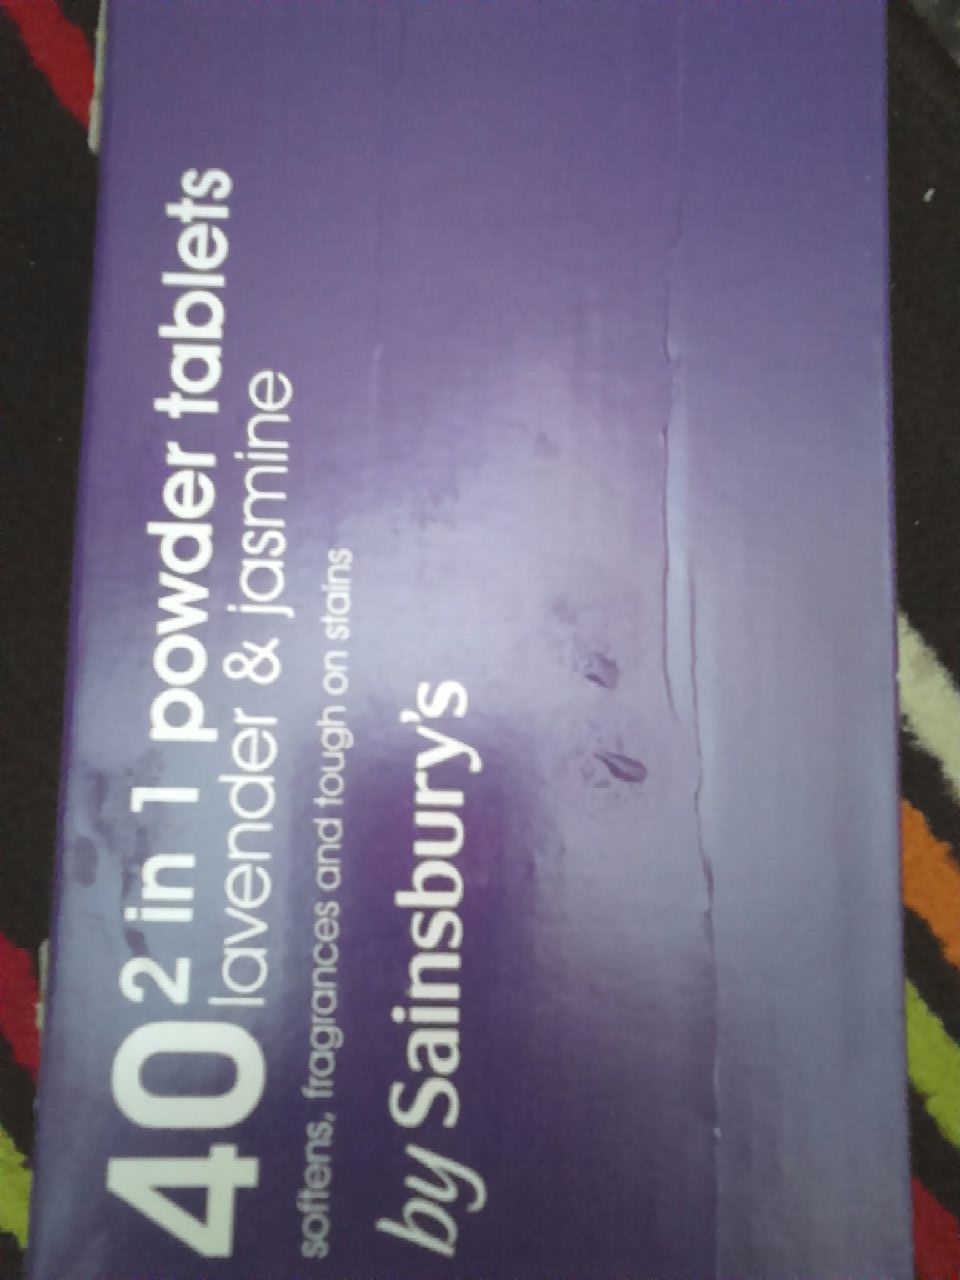 40 2 in 1 powder tablets
lavender & jasmine
softens, fragrances and tough on stains
by Sainsbury's